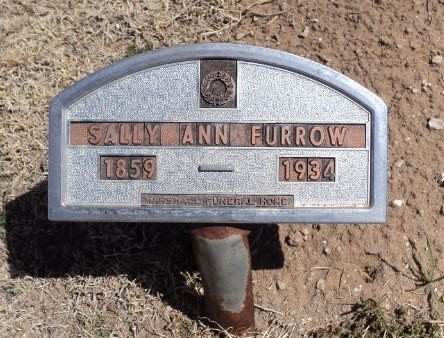 SALLY ANN FURROW
1859 — 1934
MARSHALL FUNERAL HOME